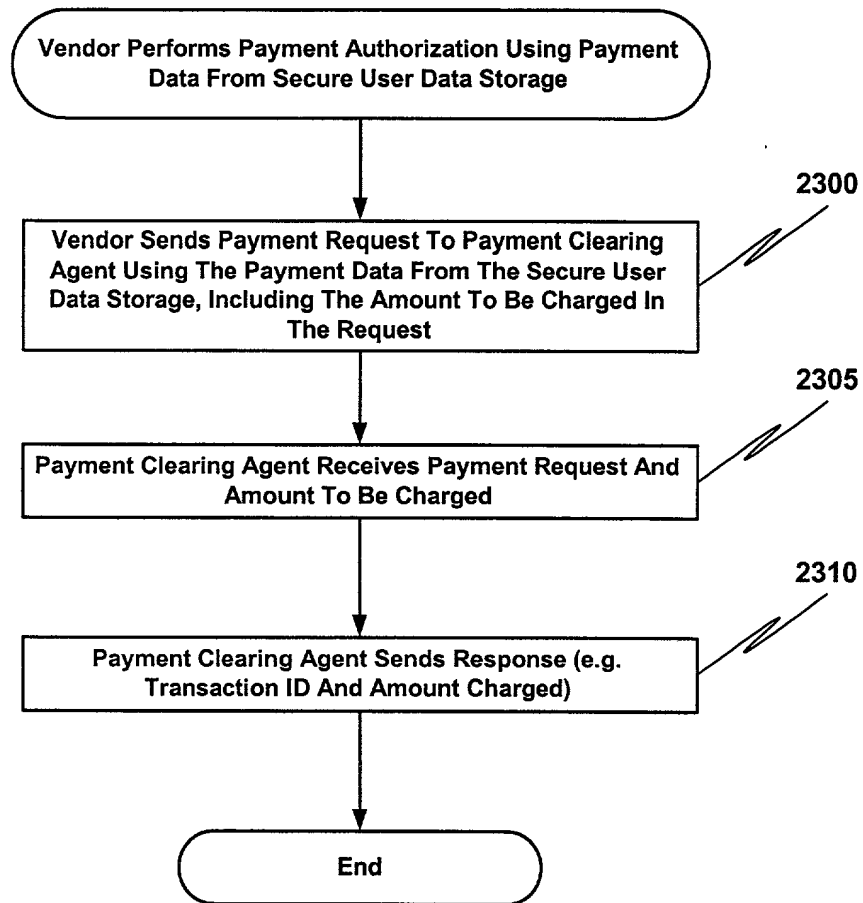 Vendor Performs Payment Authorization Using Payment
Data From Secure User Data Storage
2300
Vendor Sends Payment Request To Payment Clearing
Agent Using The Payment Data From The Secure User
Data Storage, Including The Amount To Be Charged In
The Request
2305
Payment Clearing Agent Receives Payment Request And
Amount To Be Charged
2310
Payment Clearing Agent Sends Response (e.g.
Transaction ID And Amount Charged)
End